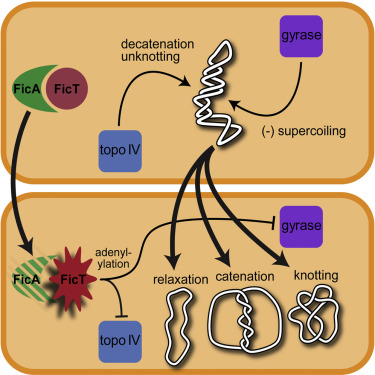 gyrase
decatenation
unknotting
FicA FicT
(-) supercoiling
topo IV
gyrase
adenyl-
ylation
FicA FicT
relaxation catenation knotting
topo IV